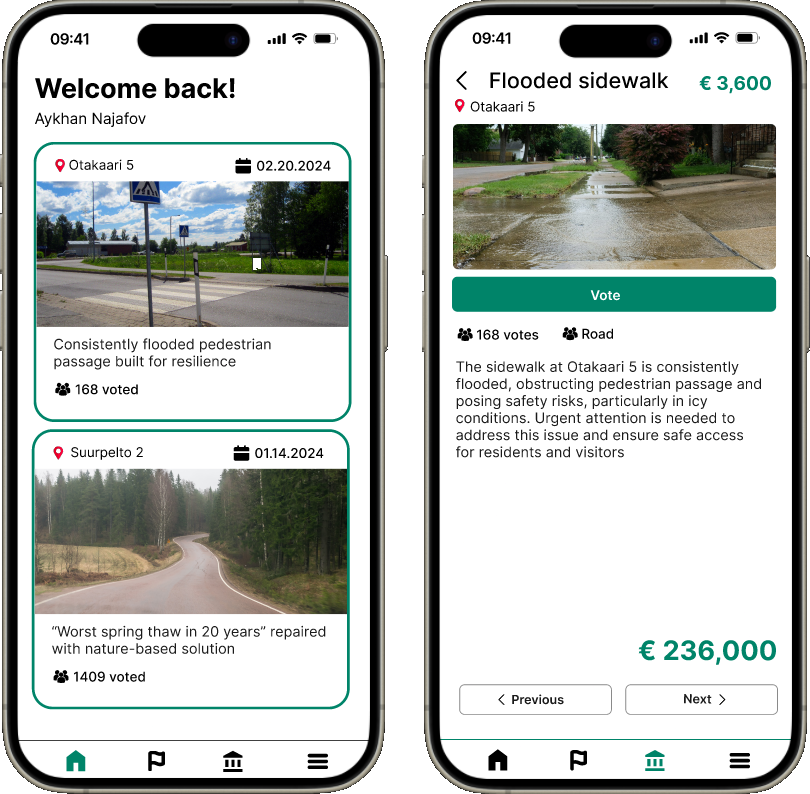 09:41
Welcome back!
Aykhan Najafov
Otakaari 5
02.20.2024
Consistently flooded pedestrian
passage built for resilience
168 voted
Suurpelto 2
01.14.2024
“Worst spring thaw in 20 years” repaired
with nature-based solution
1409 voted
09:41
Flooded sidewalk
€ 3,600
Otakaari 5
Vote
168 votes
Road
The sidewalk at Otakaari 5 is consistently
flooded, obstructing pedestrian passage and
posing safety risks, particularly in icy
conditions. Urgent attention is needed to
address this issue and ensure safe access
for residents and visitors
€ 236,000
Previous
Next